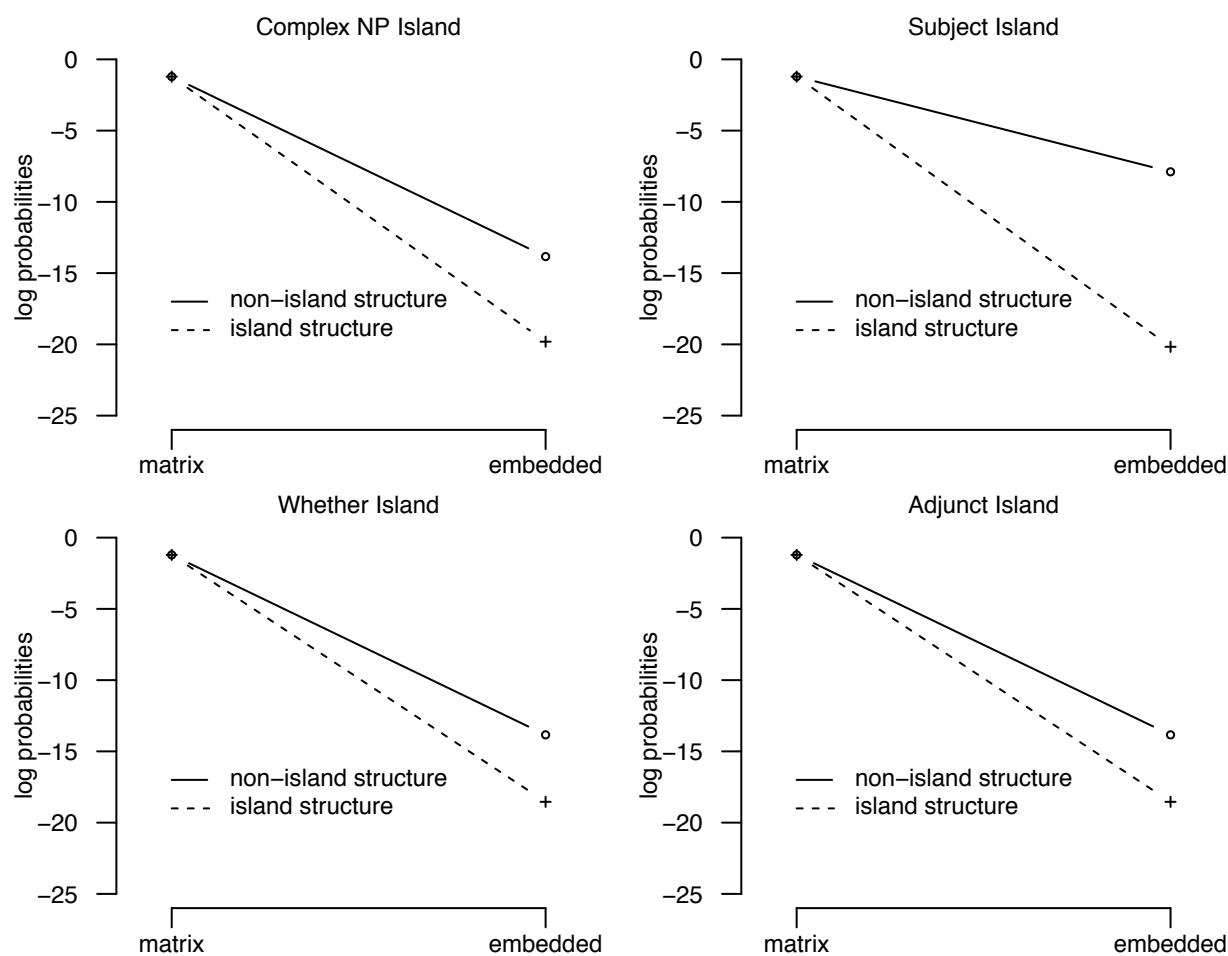 Complex NP Island
0
−5
−10
−15
−20
−25
log probabilities
non−island structure
island structure
matrix
embedded
Subject Island
0
−5
−10
−15
−20
−25
log probabilities
non−island structure
island structure
matrix
embedded
Whether Island
0
−5
−10
−15
−20
−25
log probabilities
non−island structure
island structure
matrix
embedded
Adjunct Island
0
−5
−10
−15
−20
−25
log probabilities
non−island structure
island structure
matrix
embedded